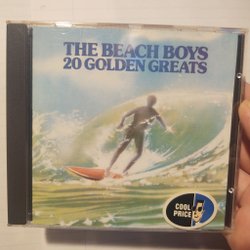 THE BEACH BOYS
20 GOLDEN GREATS
COOL
PRICE